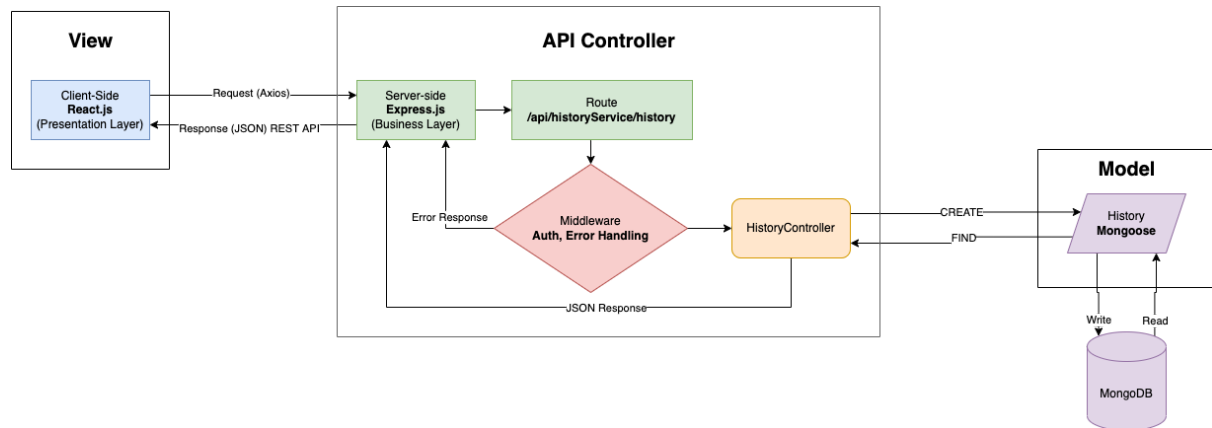 View
API Controller
Client-Side
React.js
(Presentation Layer)
Request (Axios)
Response (JSON) REST API
Server-side
Express.js
(Business Layer)
Route
/api/historyService/history
Error Response
Middleware
Auth, Error Handling
HistoryController
JSON Response
CREATE
FIND
Model
History
Mongoose
Write
Read
MongoDB